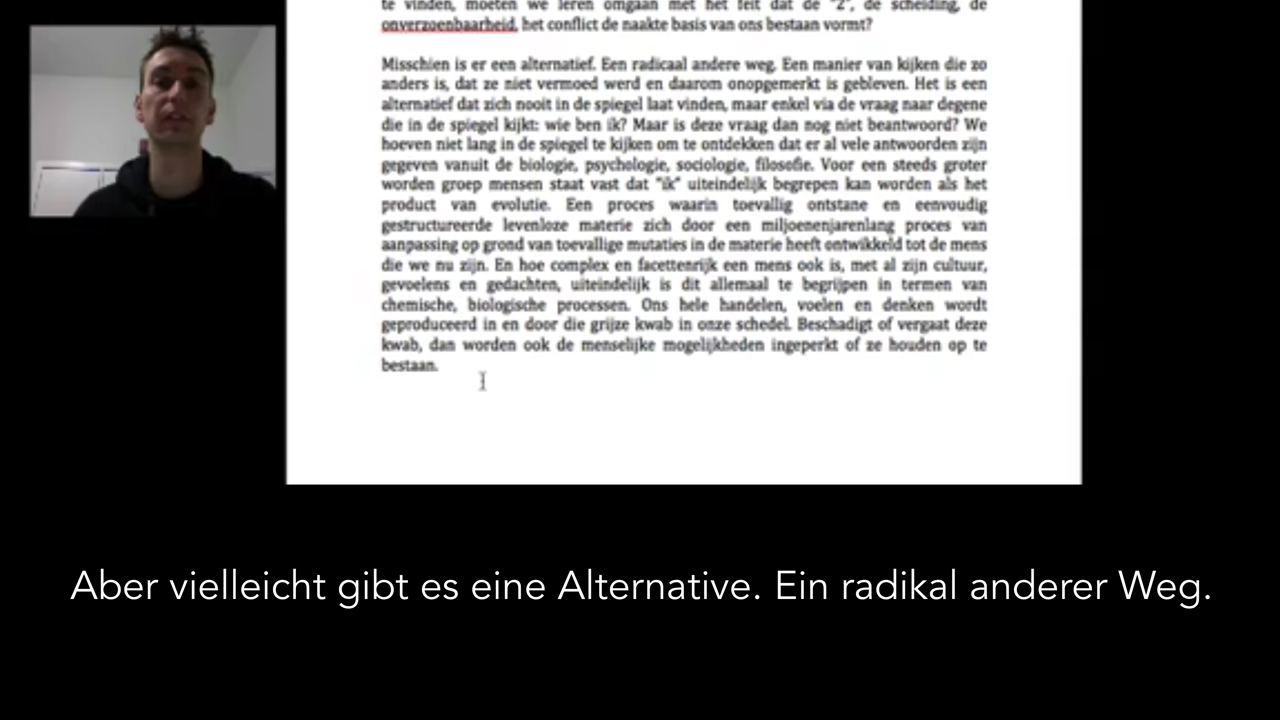 te vinden, moeten we leren omgaan met het feit dat de "2", de scheiding, de
onverzoenbaarheid, het conflict de naakte basis van ons bestaan vormt?
Misschien is er een alternatief. Een radicaal andere weg. Een manier van kijken die zo
anders is, dat ze niet vermoed werd en daarom onopgemerkt is gebleven. Het is een
alternatief dat zich nooit in de spiegel laat vinden, maar enkel via de vraag naar degene
die in de spiegel kijkt: wie ben ik? Maar is deze vraag dan nog niet beantwoord? We
hoeven niet lang in de spiegel te kijken om te ontdekken dat er al vele antwoorden zijn
gegeven vanuit de biologie, psychologie, sociologie, filosofie. Voor een steeds groter
worden groep mensen staat vast dat "ik" uiteindelijk begrepen kan worden als het
product van evolutie. Een proces waarin toevallig ontstane en eenvoudig
gestructureerde levenloze materie zich door een miljoenenjarenlang proces van
aanpassing op grond van toevallige mutaties in de materie heeft ontwikkeld tot de mens
die we nu zijn. En hoe complex en facettenrijk een mens ook is, met al zijn cultuur,
gevoelens en gedachten, uiteindelijk is dit allemaal te begrijpen in termen van
chemische, biologische processen. Ons hele handelen, voelen en denken wordt
geproduceerd in en door die grijze kwab in onze schedel. Beschadigt of vergaat deze
kwab, dan worden ook de menselijke mogelijkheden ingeperkt of ze houden op te
bestaan.
Aber vielleicht gibt es eine Alternative. Ein radikal anderer Weg.